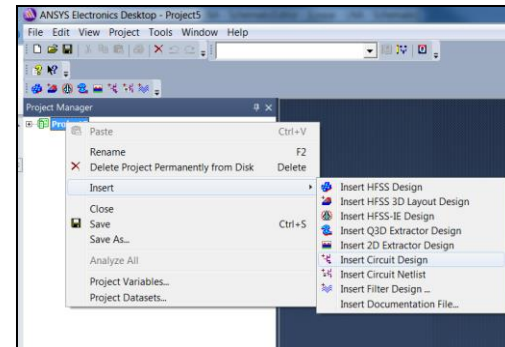 ANSYS Electronics Desktop - Project5
File Edit View Project Tools Window Help
Project Manager
Paste Ctrl+V
Rename F2
Delete Project Permanently from Disk Delete
Insert
Close
Save Ctrl+S
Save As...
Analyze All
Project Variables...
Project Datasets...
Insert HFSS Design
Insert HFSS 3D Layout Design
Insert HFSS-IE Design
Insert Q3D Extractor Design
Insert 2D Extractor Design
Insert Circuit Design
Insert Circuit Netlist
Insert Filter Design ...
Insert Documentation File...